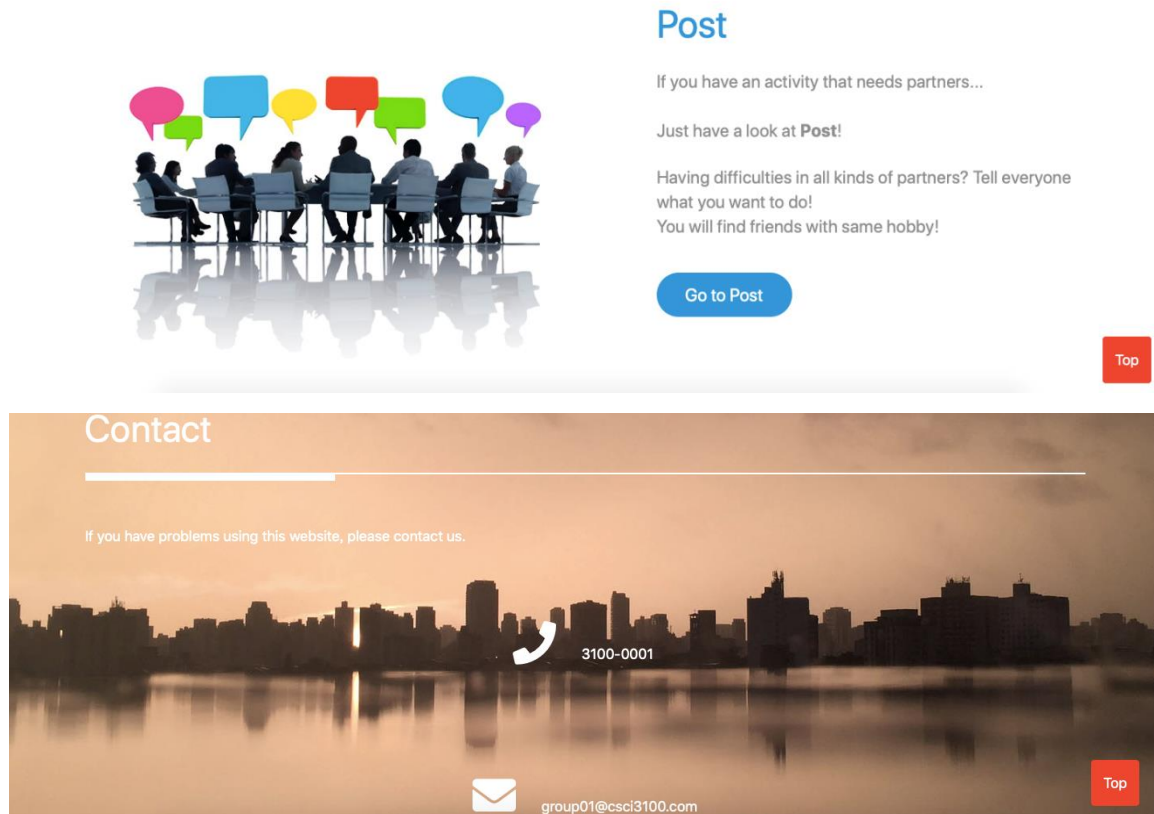 Post
If you have an activity that needs partners...
Just have a look at Post!
Having difficulties in all kinds of partners? Tell everyone
what you want to do!
You will find friends with same hobby!
Go to Post
Top
Contact
If you have problems using this website, please contact us.
3100-0001
Top
group01@csci3100.com